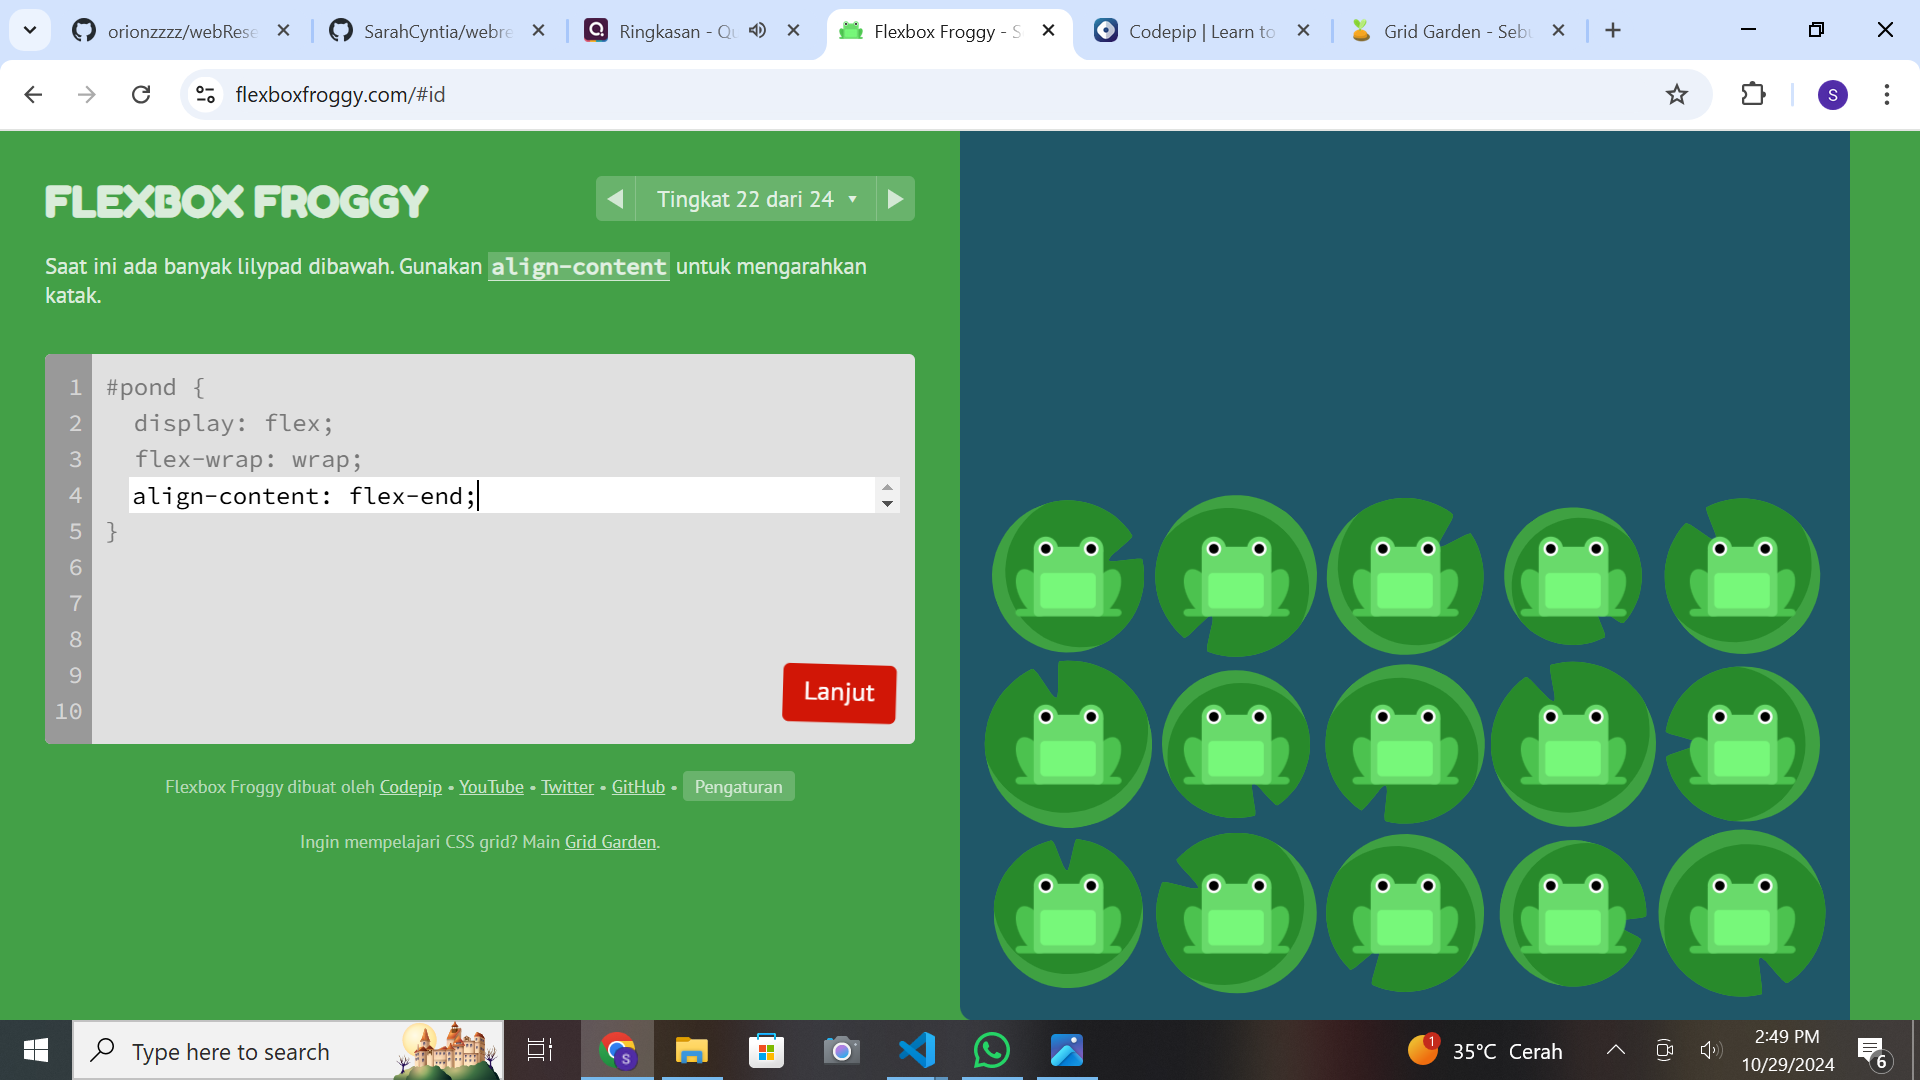 orionzzzz/webRese
SarahCyntia/webre
Ringkasan - Qu
Flexbox Froggy - S
Codepip | Learn to
Grid Garden - Sebu
flexboxfroggy.com/#id
S
FLEXBOX FROGGY
Tingkat 22 dari 24
Saat ini ada banyak lilypad dibawah. Gunakan align-content untuk mengarahkan
katak.
1 #pond {
2 display: flex;
3 flex-wrap: wrap;
4 align-content: flex-end;
5 }
6
7
8
9
10
Lanjut
Flexbox Froggy dibuat oleh Codepip • YouTube • Twitter • GitHub • Pengaturan
Ingin mempelajari CSS grid? Main Grid Garden.
Type here to search
S
1
35°C Cerah
2:49 PM
10/29/2024
6